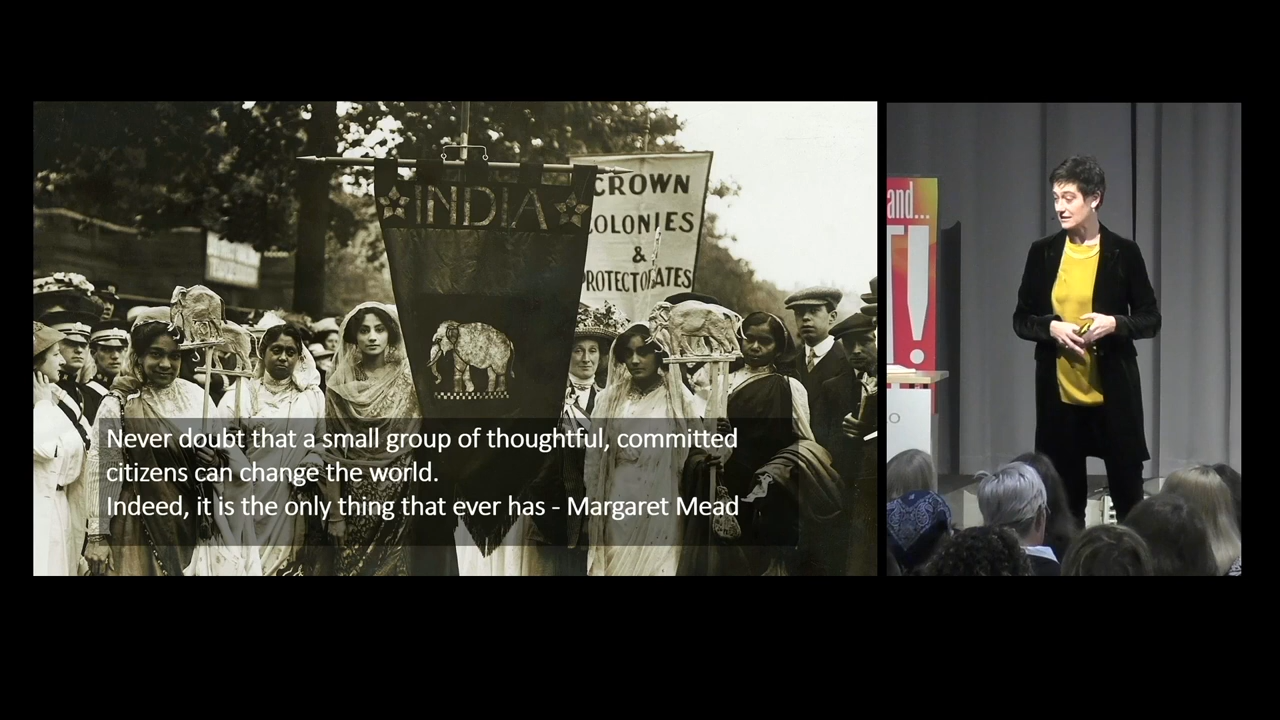 INDIA
CROWN
COLONIES
&
PROTECTORATES
Never doubt that a small group of thoughtful, committed
citizens can change the world.
Indeed, it is the only thing that ever has - Margaret Mead
and...
T!